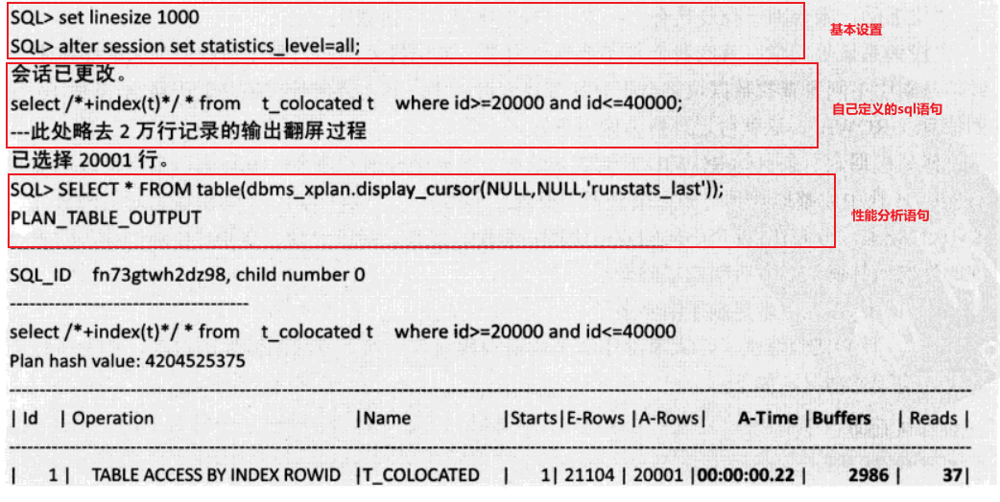 SQL> set linesize 1000
基本设置
SQL> alter session set statistics_level=all;
会话已更改。
select /*+index(t)*/ * from t_colocated t where id>=20000 and id<=40000;
自己定义的sql语句
---此处略去 2 万行记录的输出翻屏过程
已选择 20001 行。
SQL> SELECT * FROM table(dbms_xplan.display_cursor(NULL,NULL,'runstats_last'));
性能分析语句
PLAN_TABLE_OUTPUT
--------------------------------------------------------------------------------
SQL_ID fn73gtwh2dz98, child number 0
-------------------------------------
select /*+index(t)*/ * from t_colocated t where id>=20000 and id<=40000
Plan hash value: 4204525375
--------------------------------------------------------------------------------
| Id | Operation |Name |Starts|E-Rows |A-Rows| A-Time |Buffers | Reads |
--------------------------------------------------------------------------------
| 1 | TABLE ACCESS BY INDEX ROWID |T_COLOCATED | 1| 21104 | 20001 |00:00:00.22 | 2986 | 37|